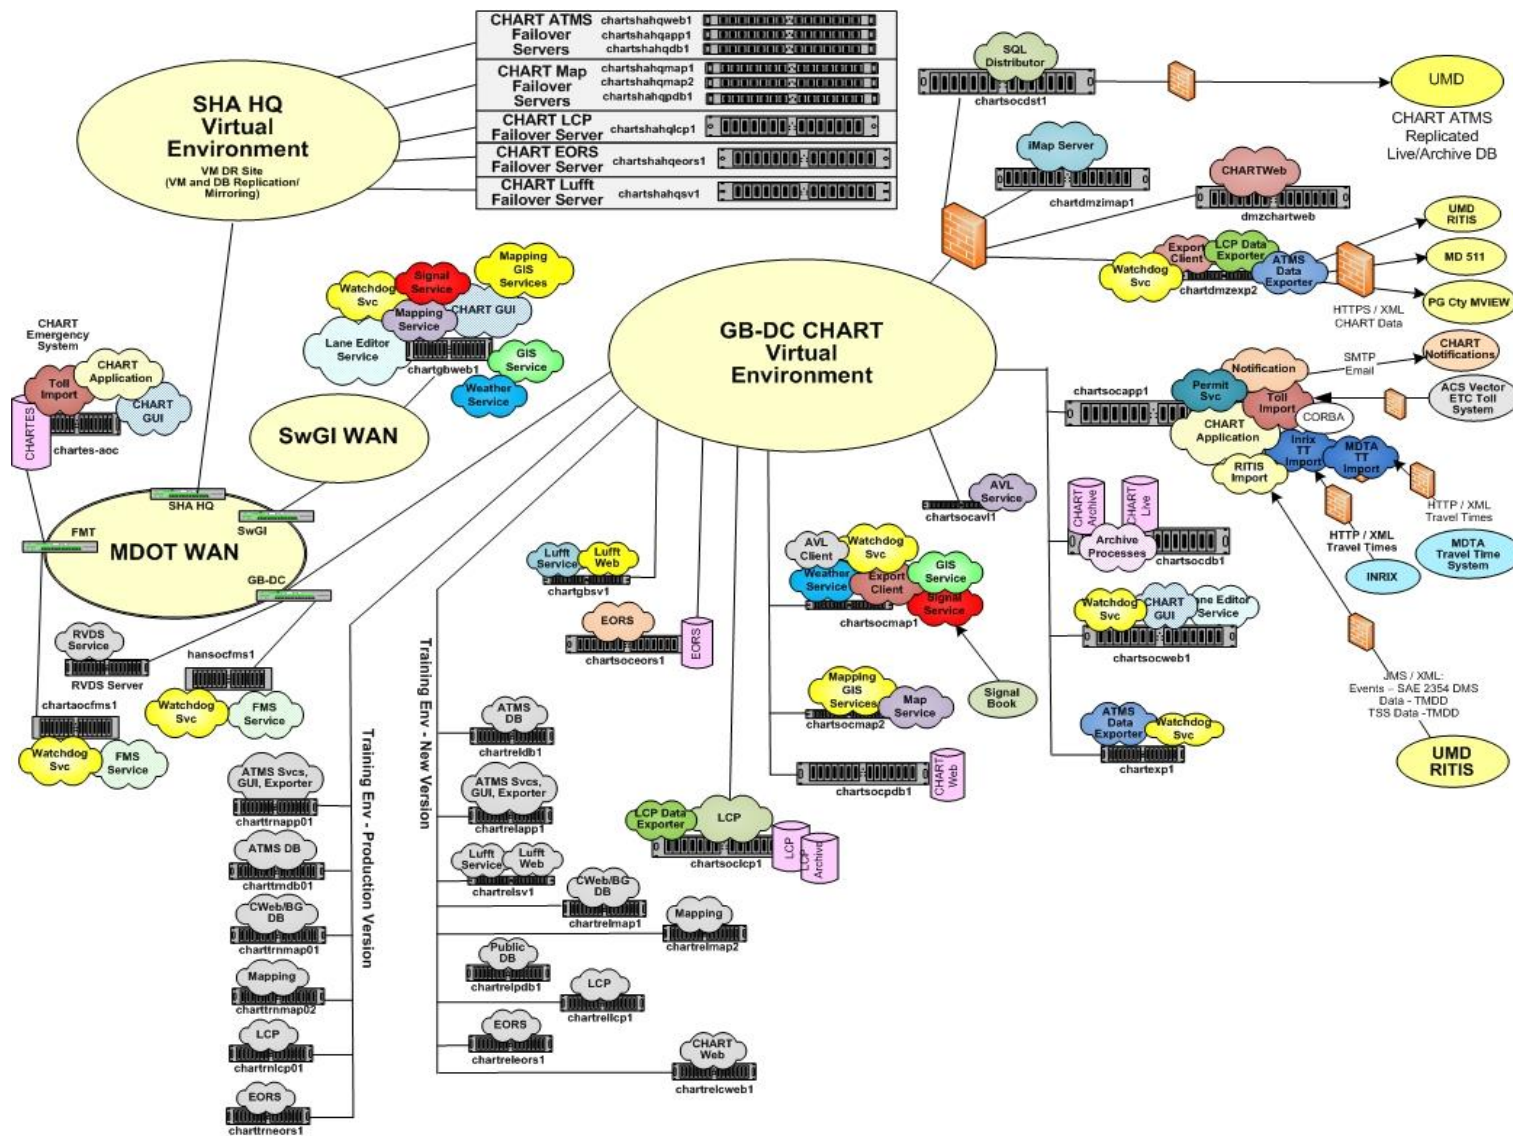 CHART ATMS
Failover
Servers
chartshahqweb1
chartshahqapp1
chartshahqdb1
CHART Map
Failover
Servers
chartshahqmap1
chartshahqmap2
chartshahqpdb1
CHART LCP
Failover Server
chartshahqlcp1
CHART EORS
Failover Server
chartshahqeors1
CHART Lufft
Failover Server
chartshahqsv1
SHA HQ
Virtual
Environment
VM DR Site
(VM and DB Replication/
Mirroring)
SQL
Distributor
chartsocdst1
UMD
CHART ATMS
Replicated
Live/Archive DB
iMap Server
chartdmzimap1
CHARTWeb
dmzchartweb
Export
Client
LCP Data
Exporter
Watchdog
Svc
ATMS
Data
Exporter
chartdmzexp2
UMD
RITIS
MD 511
PG Cty MVIEW
HTTPS / XML
CHART Data
CHART
Emergency
System
Toll
Import
CHART
Application
CHART
GUI
CHARTES
chartes-aoc
Watchdog
Svc
Signal
Service
Mapping
GIS
Services
Mapping
Service
CHART GUI
Lane Editor
Service
chartgbweb1
GIS
Service
Weather
Service
SwGI WAN
GB-DC CHART
Virtual
Environment
SMTP
Email
CHART
Notifications
Notification
Permit
Svc
Toll
Import
CORBA
ACS Vector
ETC Toll
System
chartsocapp1
CHART
Application
RITIS
Import
Inrix
TT
Import
MDTA
TT
Import
HTTP / XML
Travel Times
HTTP / XML
Travel Times
MDTA
Travel Time
System
INRIX
SHA HQ
SwGI
FMT
MDOT WAN
GB-DC
AVL
Service
chartsocavl1
CHART
Archive
CHART
Live
Archive
Processes
chartsocdb1
Lufft
Service
Lufft
Web
chartgbsv1
AVL
Client
Watchdog
Svc
Weather
Service
Export
Client
GIS
Service
Signal
Service
chartsocmap1
EORS
chartsoceors1
EORS
Watchdog
Svc
CHART
GUI
ne Editor
Service
chartsocweb1
RVDS
Service
RVDS Server
hansocfms1
Watchdog
Svc
FMS
Service
chartaocfms1
Watchdog
Svc
FMS
Service
Mapping
GIS
Services
Map
Service
chartsocmap2
Signal
Book
JMS / XML:
Events – SAE 2354 DMS
Data - TMDD
TSS Data -TMDD
UMD
RITIS
ATMS
Data
Exporter
Watchdog
Svc
chartexp1
chartsocpdb1
CHART
Web
LCP Data
Exporter
LCP
chartsoclcp1
LCP
LCP
Archive
Training Env - Production Version
Training Env - New Version
ATMS Svcs,
GUI, Exporter
charttrnapp01
ATMS DB
charttrndb01
CWeb/BG
DB
charttrnmap01
Mapping
charttrnmap02
LCP
chartrnlcp01
EORS
charttrneors1
ATMS
DB
chartreldb1
ATMS Svcs,
GUI, Exporter
chartrelapp1
Lufft
Service
Lufft
Web
chartrelsv1
CWeb/BG
DB
chartrelmap1
Mapping
chartrelmap2
Public
DB
chartrelpdb1
LCP
chartrellcp1
EORS
chartreleors1
CHART
Web
chartrelcweb1